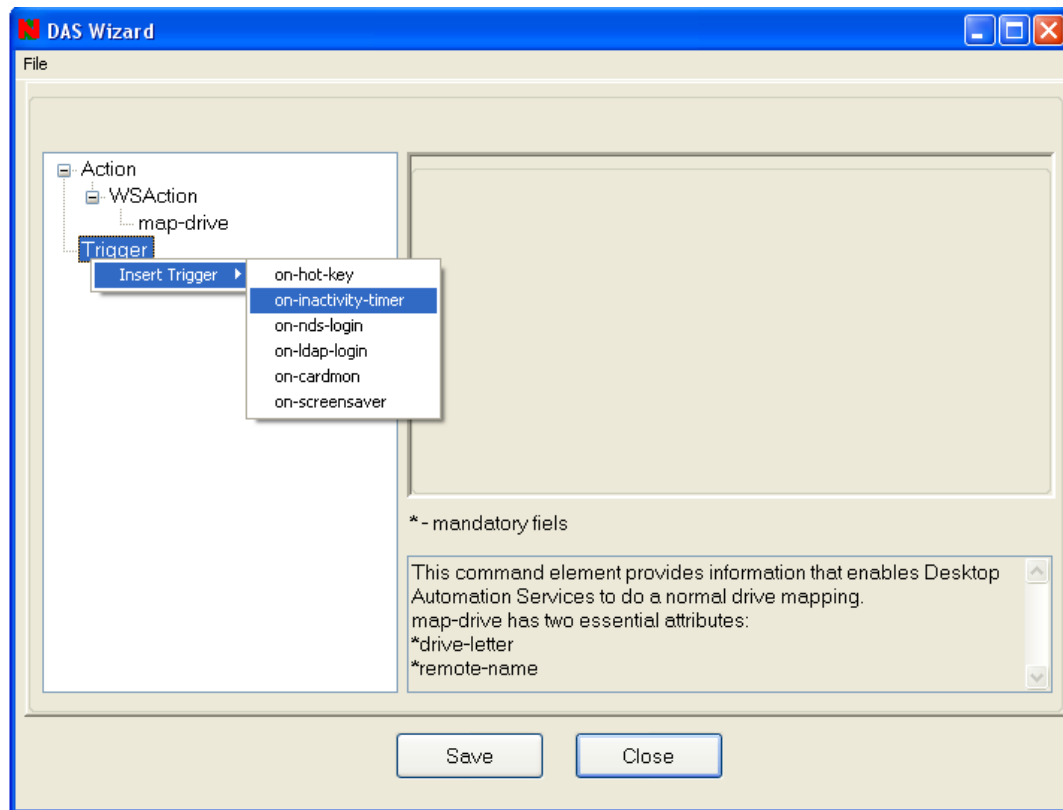 DAS Wizard
File
Action
WSAction
map-drive
Trigger
Insert Trigger
on-hot-key
on-inactivity-timer
on-nds-login
on-ldap-login
on-cardmon
on-screensaver
* - mandatory fiels
This command element provides information that enables Desktop
Automation Services to do a normal drive mapping.
map-drive has two essential attributes:
*drive-letter
*remote-name
Save
Close